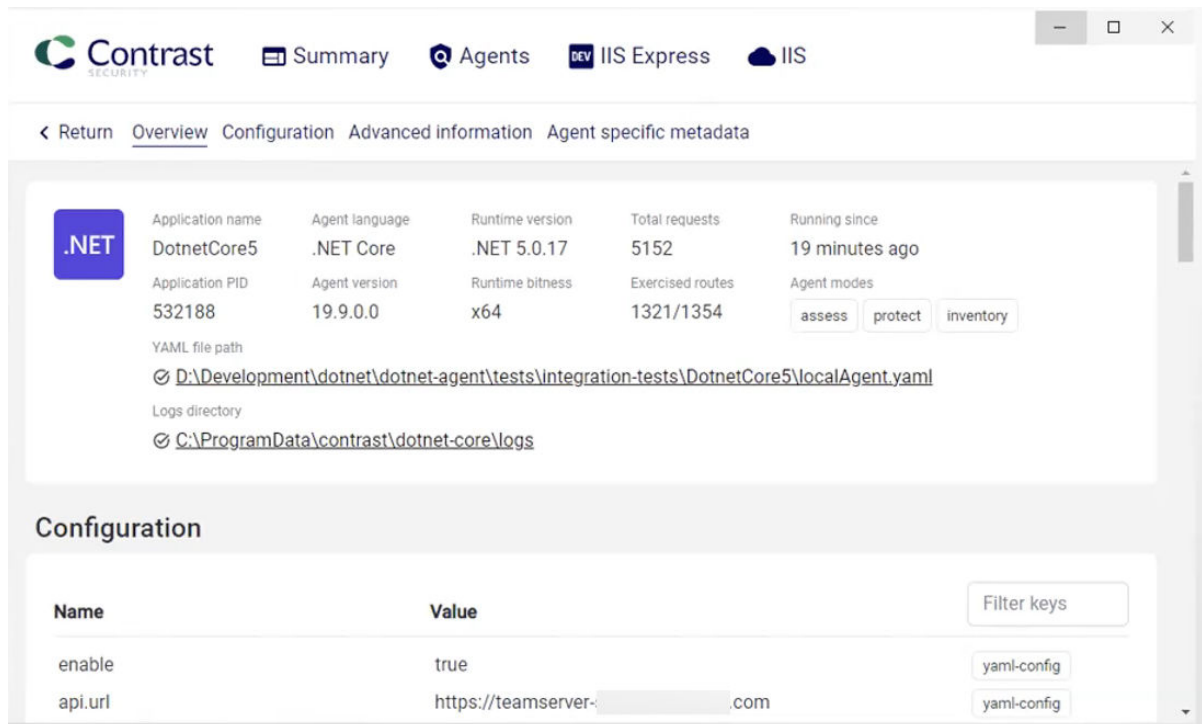 Contrast
SECURITY
Summary
Agents
DEV IIS Express
IIS
Return Overview Configuration Advanced information Agent specific metadata
.NET
Application name Agent language Runtime version Total requests Running since
DotnetCore5 .NET Core .NET 5.0.17 5152 19 minutes ago
Application PID Agent version Runtime bitness Exercised routes Agent modes
532188 19.9.0.0 x64 1321/1354 assess protect inventory
YAML file path
D:\Development\dotnet\dotnet-agent\tests\integration-tests\DotnetCore5\localAgent.yaml
Logs directory
C:\ProgramData\contrast\dotnet-core\logs
Configuration
Name Value Filter keys
enable true yaml-config
api.url https://teamserver- .com yaml-config